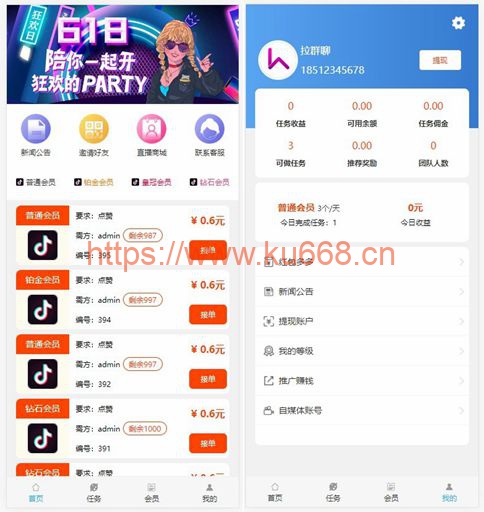 618
狂欢日
陪你一起开
狂欢的PARTY
新闻公告
邀请好友
直播商城
联系客服
普通会员
铂金会员
皇冠会员
钻石会员
普通会员
要求：点赞
¥ 0.6元
需方：admin
剩余987
接单
编号：395
铂金会员
要求：点赞
¥ 0.6元
需方：admin
剩余997
接单
编号：394
普通会员
要求：点赞
¥ 0.6元
需方：admin
剩余997
接单
编号：392
钻石会员
要求：点赞
¥ 0.6元
需方：admin
剩余1000
接单
编号：391
钻石会员
要求：点赞
首页
任务
会员
我的
拉群聊
18512345678
提现
0
0.00
0.00
任务收益
可用余额
任务佣金
3
0.00
0.00
可做任务
推荐奖励
团队人数
普通会员 3个/天
0元
今日完成任务：1
今日收益
红包多多
新闻公告
提现账户
我的等级
推广赚钱
自媒体账号
首页
任务
会员
我的
https://www.ku668.cn